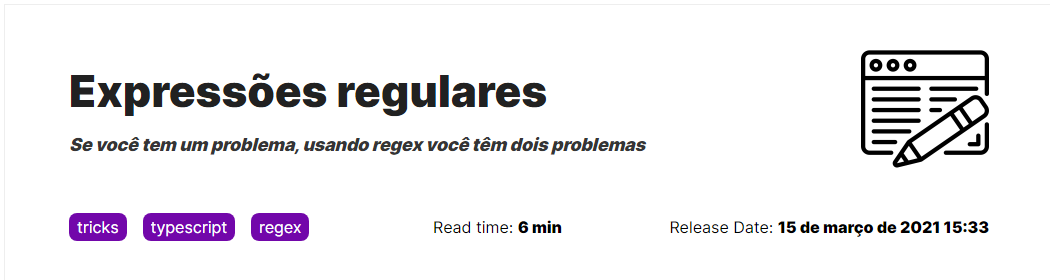 Expressões regulares
Se você tem um problema, usando regex você têm dois problemas
tricks typescript regex Read time: 6 min Release Date: 15 de março de 2021 15:33